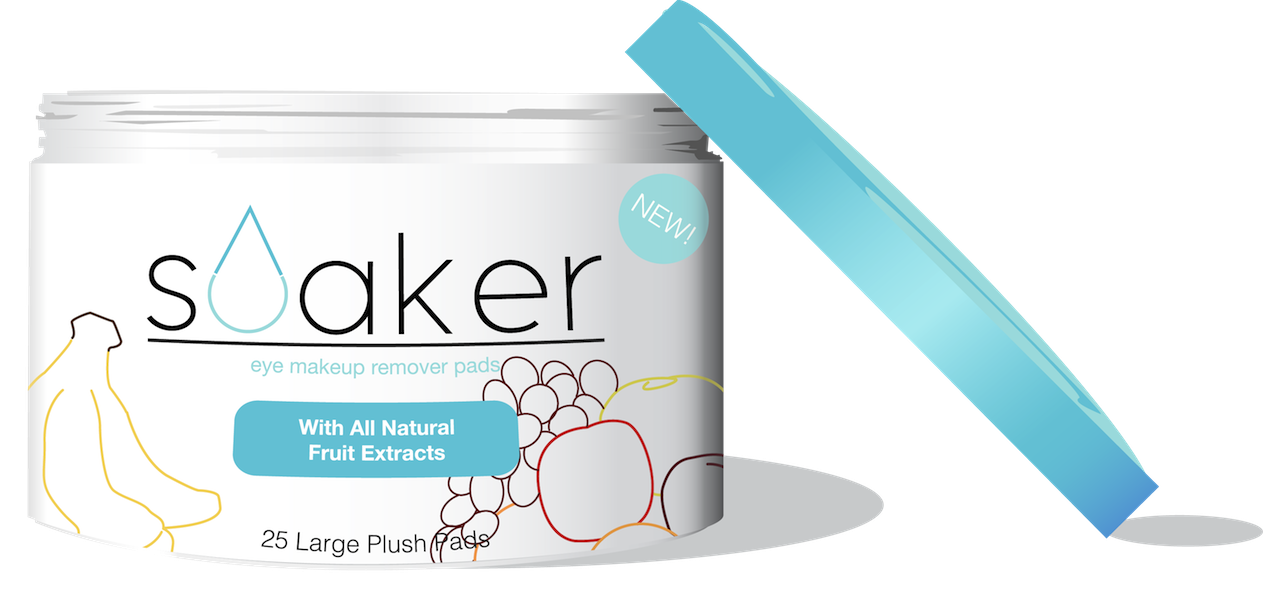 NEW!
soaker
eye makeup remover pads
With All Natural
Fruit Extracts
25 Large Plush Pads